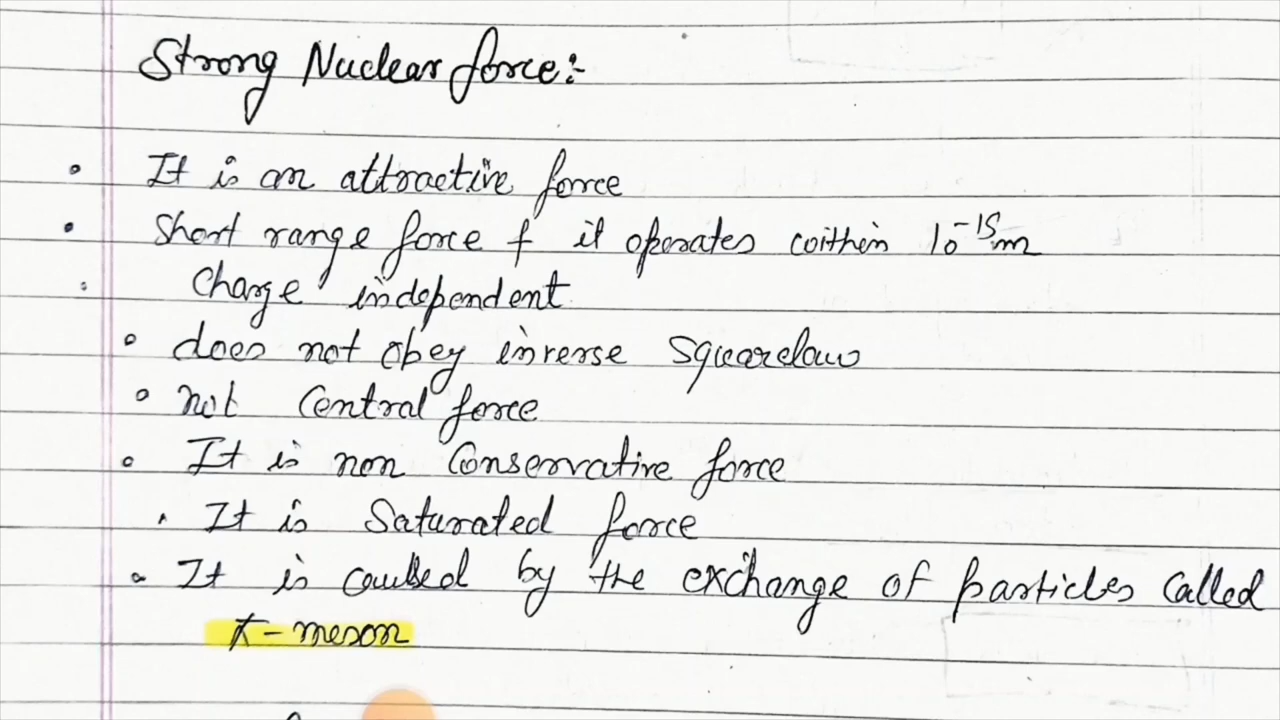 Strong Nuclear force:-
• It is an attractive force
• Short range force & it operates within 10⁻¹⁵m
• Charge independent
• does not obey inverse squarelaw
• not Central force
• It is non Conservative force
• It is Saturated force
• It is caused by the exchange of particles called
π-meson